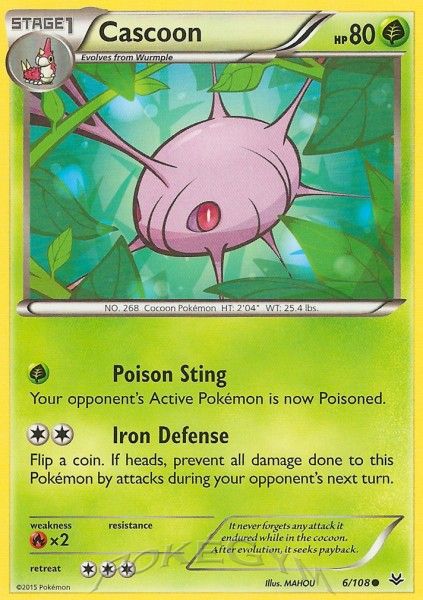 STAGE1
Cascoon
HP 80
Evolves from Wurmple
NO. 268 Cocoon Pokémon HT: 2'04" WT: 25.4 lbs.
Poison Sting
Your opponent's Active Pokémon is now Poisoned.
Iron Defense
Flip a coin. If heads, prevent all damage done to this
Pokémon by attacks during your opponent's next turn.
weakness resistance
×2
retreat
It never forgets any attack it
endured while in the cocoon.
After evolution, it seeks payback.
POKEGYM
©2015 Pokémon
Illus. MAHOU
6/108